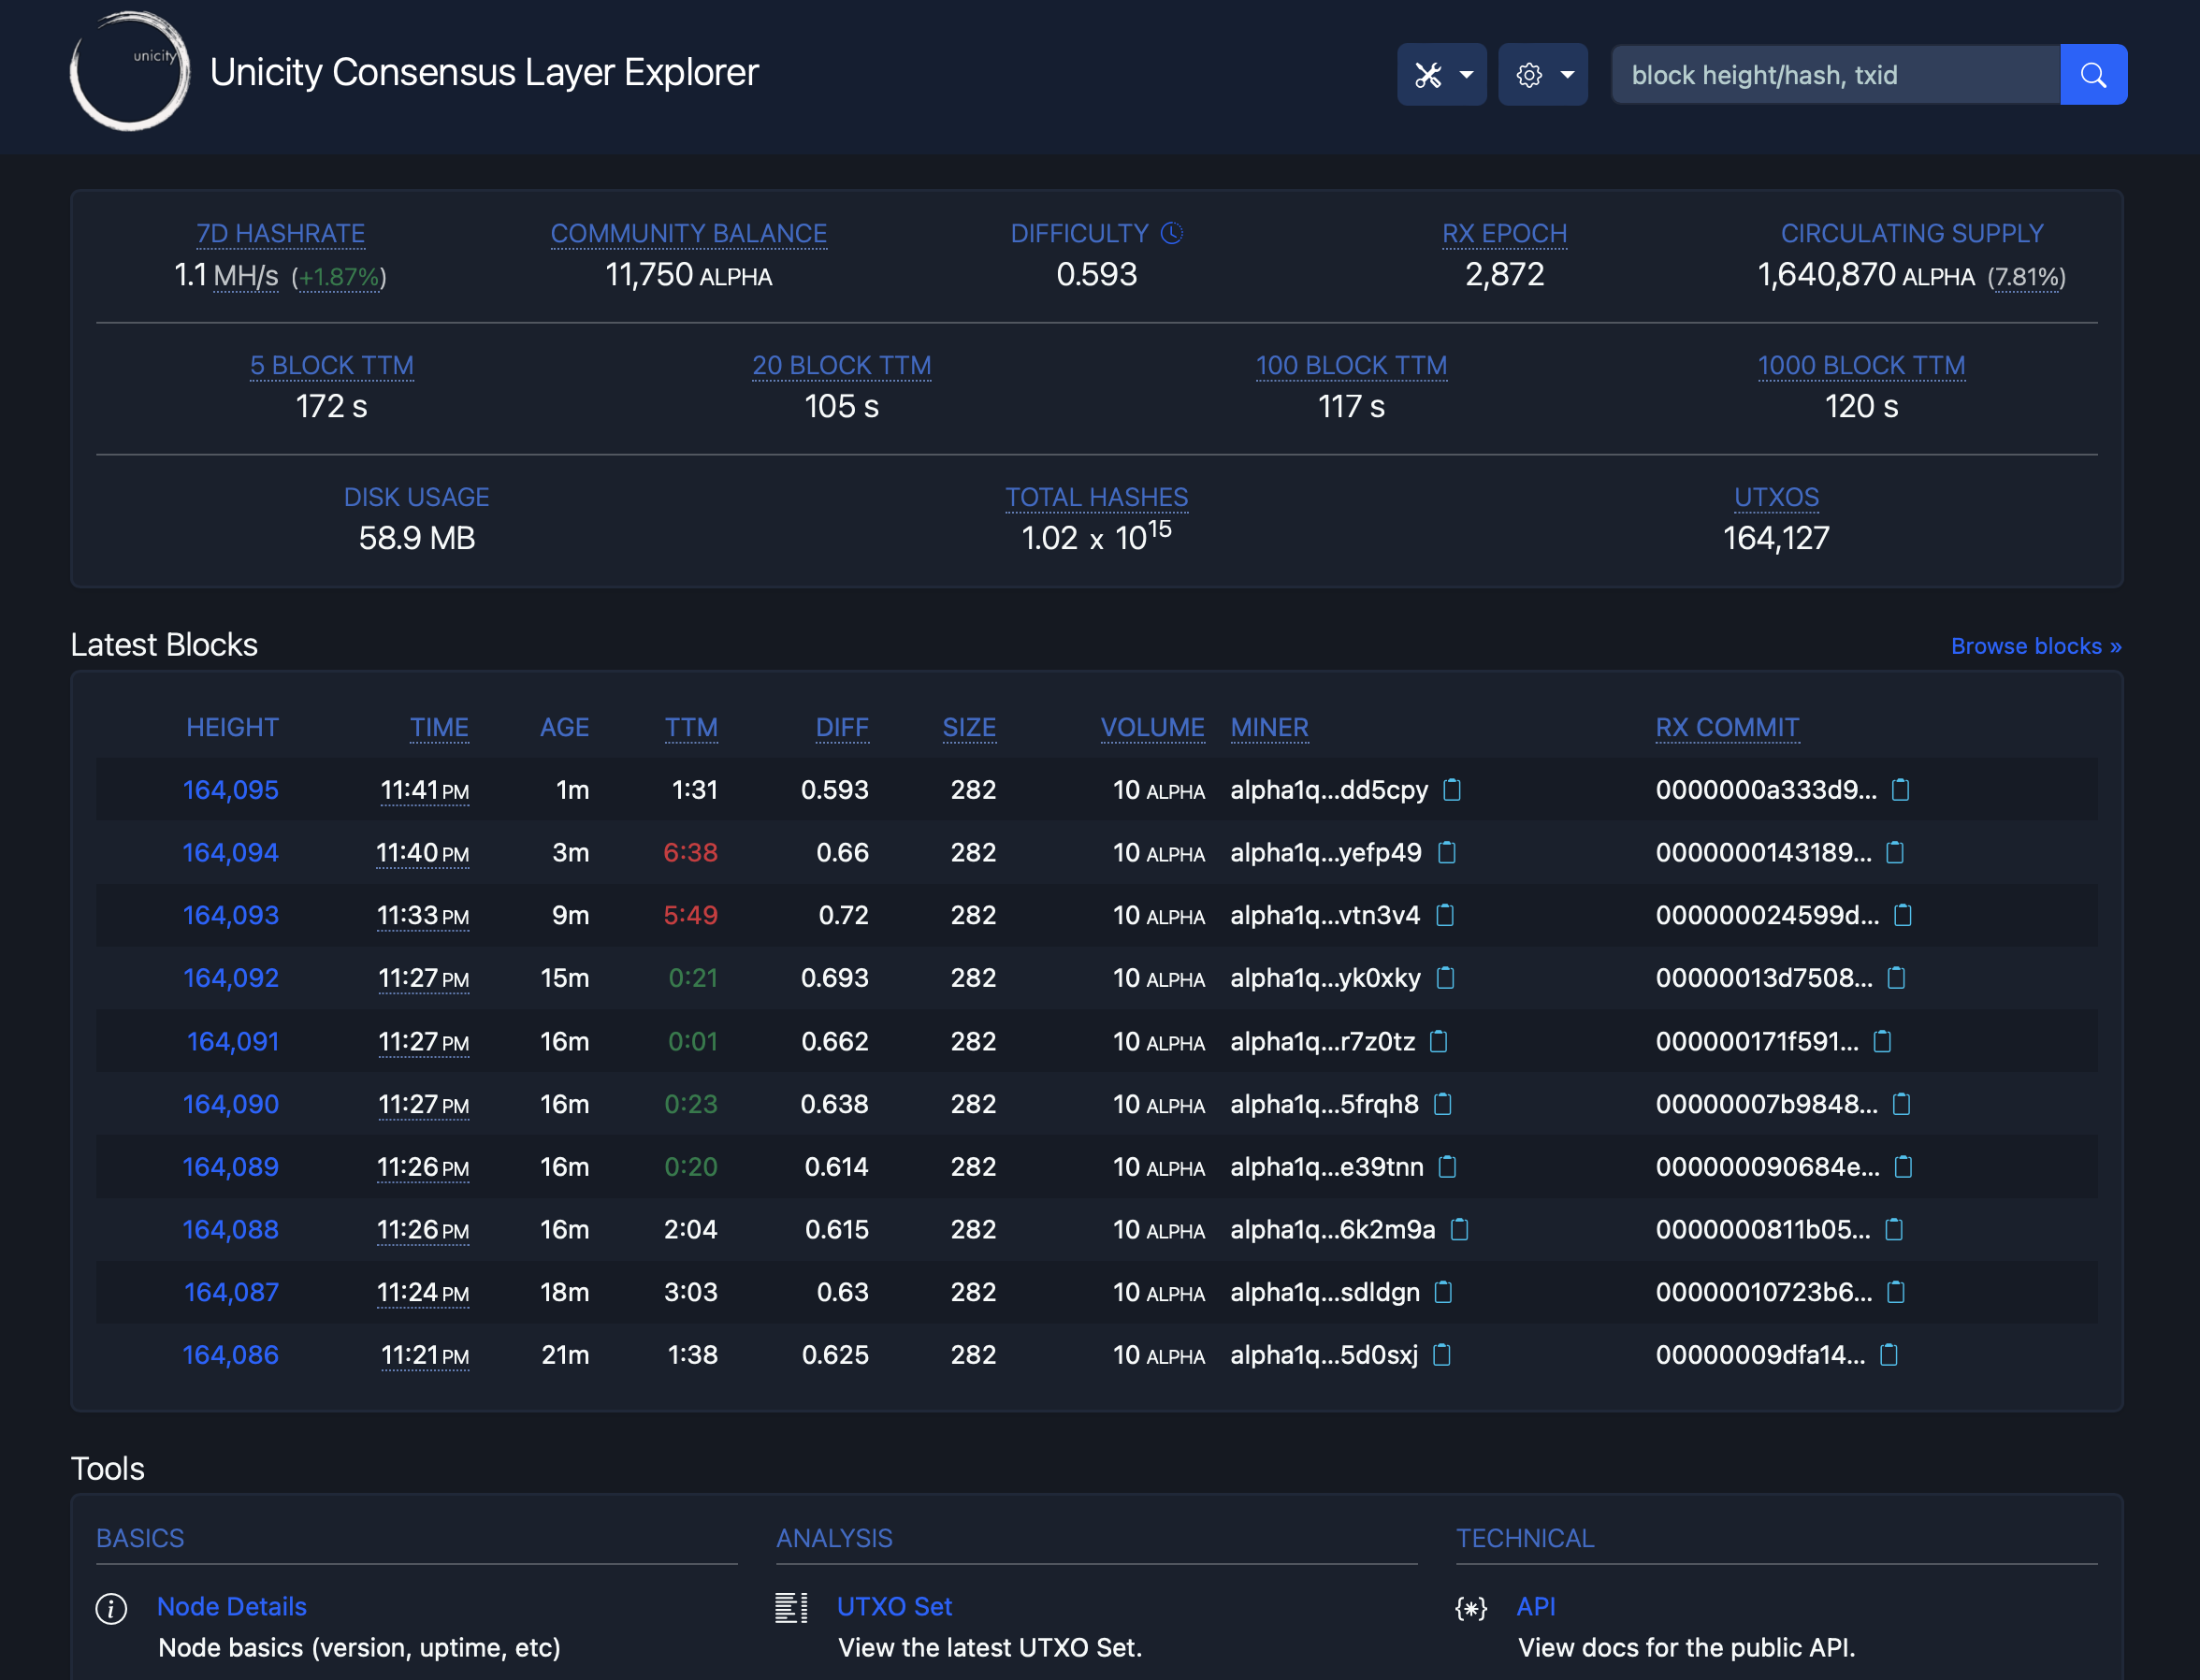 unicity
Unicity Consensus Layer Explorer
block height/hash, txid
7D HASHRATE COMMUNITY BALANCE DIFFICULTY RX EPOCH CIRCULATING SUPPLY
1.1 MH/s (+1.87%) 11,750 ALPHA 0.593 2,872 1,640,870 ALPHA (7.81%)
5 BLOCK TTM 20 BLOCK TTM 100 BLOCK TTM 1000 BLOCK TTM
172 s 105 s 117 s 120 s
DISK USAGE TOTAL HASHES UTXOS
58.9 MB 1.02 x 10^15 164,127
Latest Blocks Browse blocks »
HEIGHT TIME AGE TTM DIFF SIZE VOLUME MINER RX COMMIT
164,095 11:41 PM 1m 1:31 0.593 282 10 ALPHA alpha1q...dd5cpy 0000000a333d9...
164,094 11:40 PM 3m 6:38 0.66 282 10 ALPHA alpha1q...yefp49 0000000143189...
164,093 11:33 PM 9m 5:49 0.72 282 10 ALPHA alpha1q...vtn3v4 000000024599d...
164,092 11:27 PM 15m 0:21 0.693 282 10 ALPHA alpha1q...yk0xky 00000013d7508...
164,091 11:27 PM 16m 0:01 0.662 282 10 ALPHA alpha1q...r7z0tz 000000171f591...
164,090 11:27 PM 16m 0:23 0.638 282 10 ALPHA alpha1q...5frqh8 00000007b9848...
164,089 11:26 PM 16m 0:20 0.614 282 10 ALPHA alpha1q...e39tnn 000000090684e...
164,088 11:26 PM 16m 2:04 0.615 282 10 ALPHA alpha1q...6k2m9a 0000000811b05...
164,087 11:24 PM 18m 3:03 0.63 282 10 ALPHA alpha1q...sdldgn 00000010723b6...
164,086 11:21 PM 21m 1:38 0.625 282 10 ALPHA alpha1q...5d0sxj 00000009dfa14...
Tools
BASICS ANALYSIS TECHNICAL
Node Details UTXO Set API
Node basics (version, uptime, etc) View the latest UTXO Set. View docs for the public API.